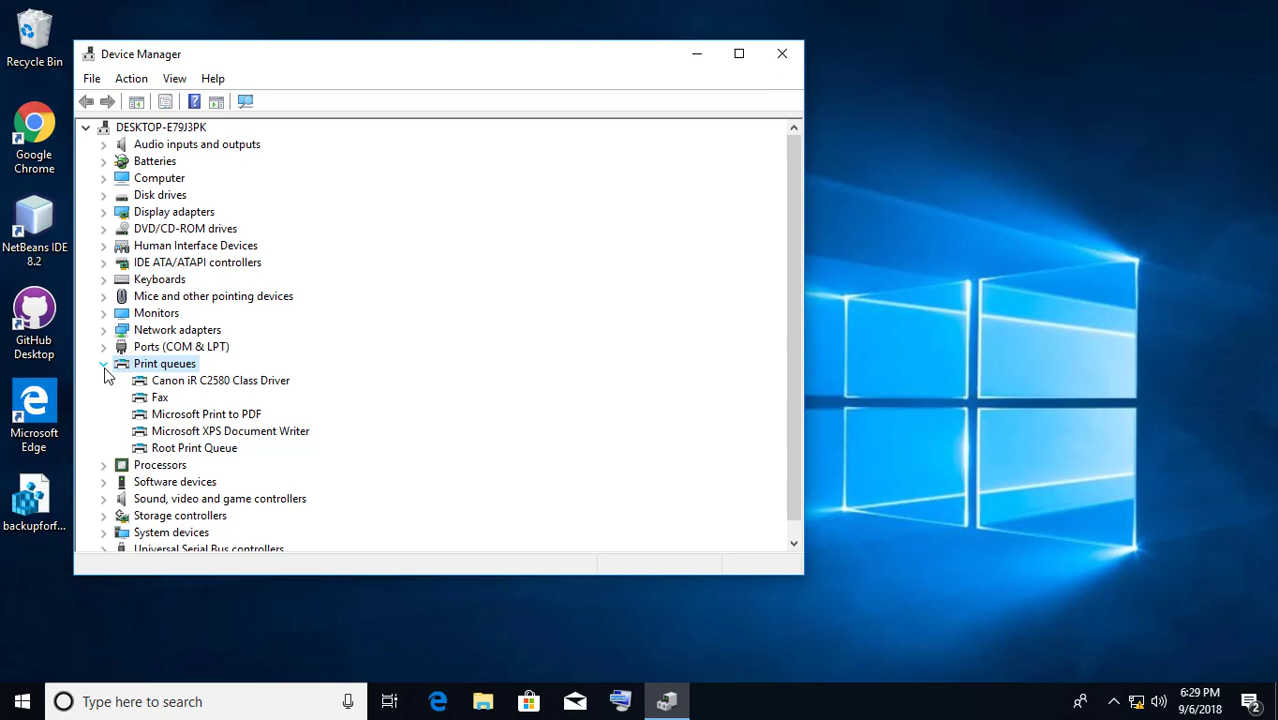 Recycle Bin
Google
Chrome
NetBeans IDE
8.2
GitHub
Desktop
Microsoft
Edge
backupforf...
Device Manager
File Action View Help
DESKTOP-E79J3PK
Audio inputs and outputs
Batteries
Computer
Disk drives
Display adapters
DVD/CD-ROM drives
Human Interface Devices
IDE ATA/ATAPI controllers
Keyboards
Mice and other pointing devices
Monitors
Network adapters
Ports (COM & LPT)
Print queues
Canon iR C2580 Class Driver
Fax
Microsoft Print to PDF
Microsoft XPS Document Writer
Root Print Queue
Processors
Software devices
Sound, video and game controllers
Storage controllers
System devices
Universal Serial Bus controllers
Type here to search
6:29 PM
9/6/2018
2